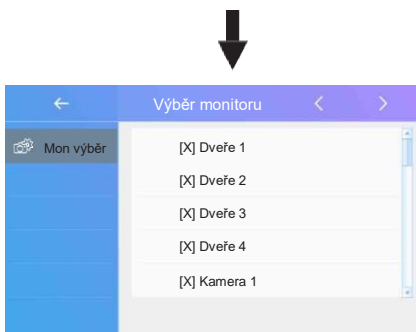 Výběr monitoru
Mon výběr
[X] Dveře 1
[X] Dveře 2
[X] Dveře 3
[X] Dveře 4
[X] Kamera 1